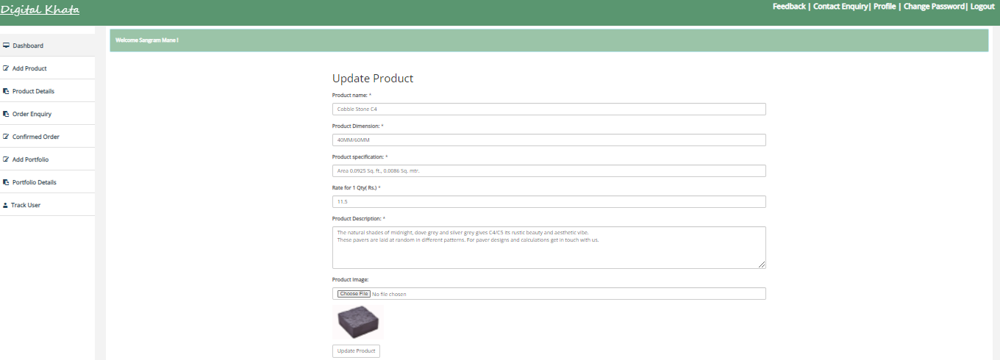 Digital Khata
Feedback | Contact Enquiry| Profile | Change Password| Logout
Dashboard
Add Product
Product Details
Order Enquiry
Confirmed Order
Add Portfolio
Portfolio Details
Track User
Welcome Sangram Mane !
Update Product
Product name: *
Cobble Stone C4
Product Dimension: *
40MM/60MM
Product specification: *
Area 0.0925 Sq. ft., 0.0086 Sq. mtr.
Rate for 1 Qty( Rs.) *
11.5
Product Description: *
The natural shades of midnight, dove grey and silver grey gives C4/C5 its rustic beauty and aesthetic vibe.
These pavers are laid at random in different patterns. For paver designs and calculations get in touch with us.
Product Image:
Choose File No file chosen
Update Product